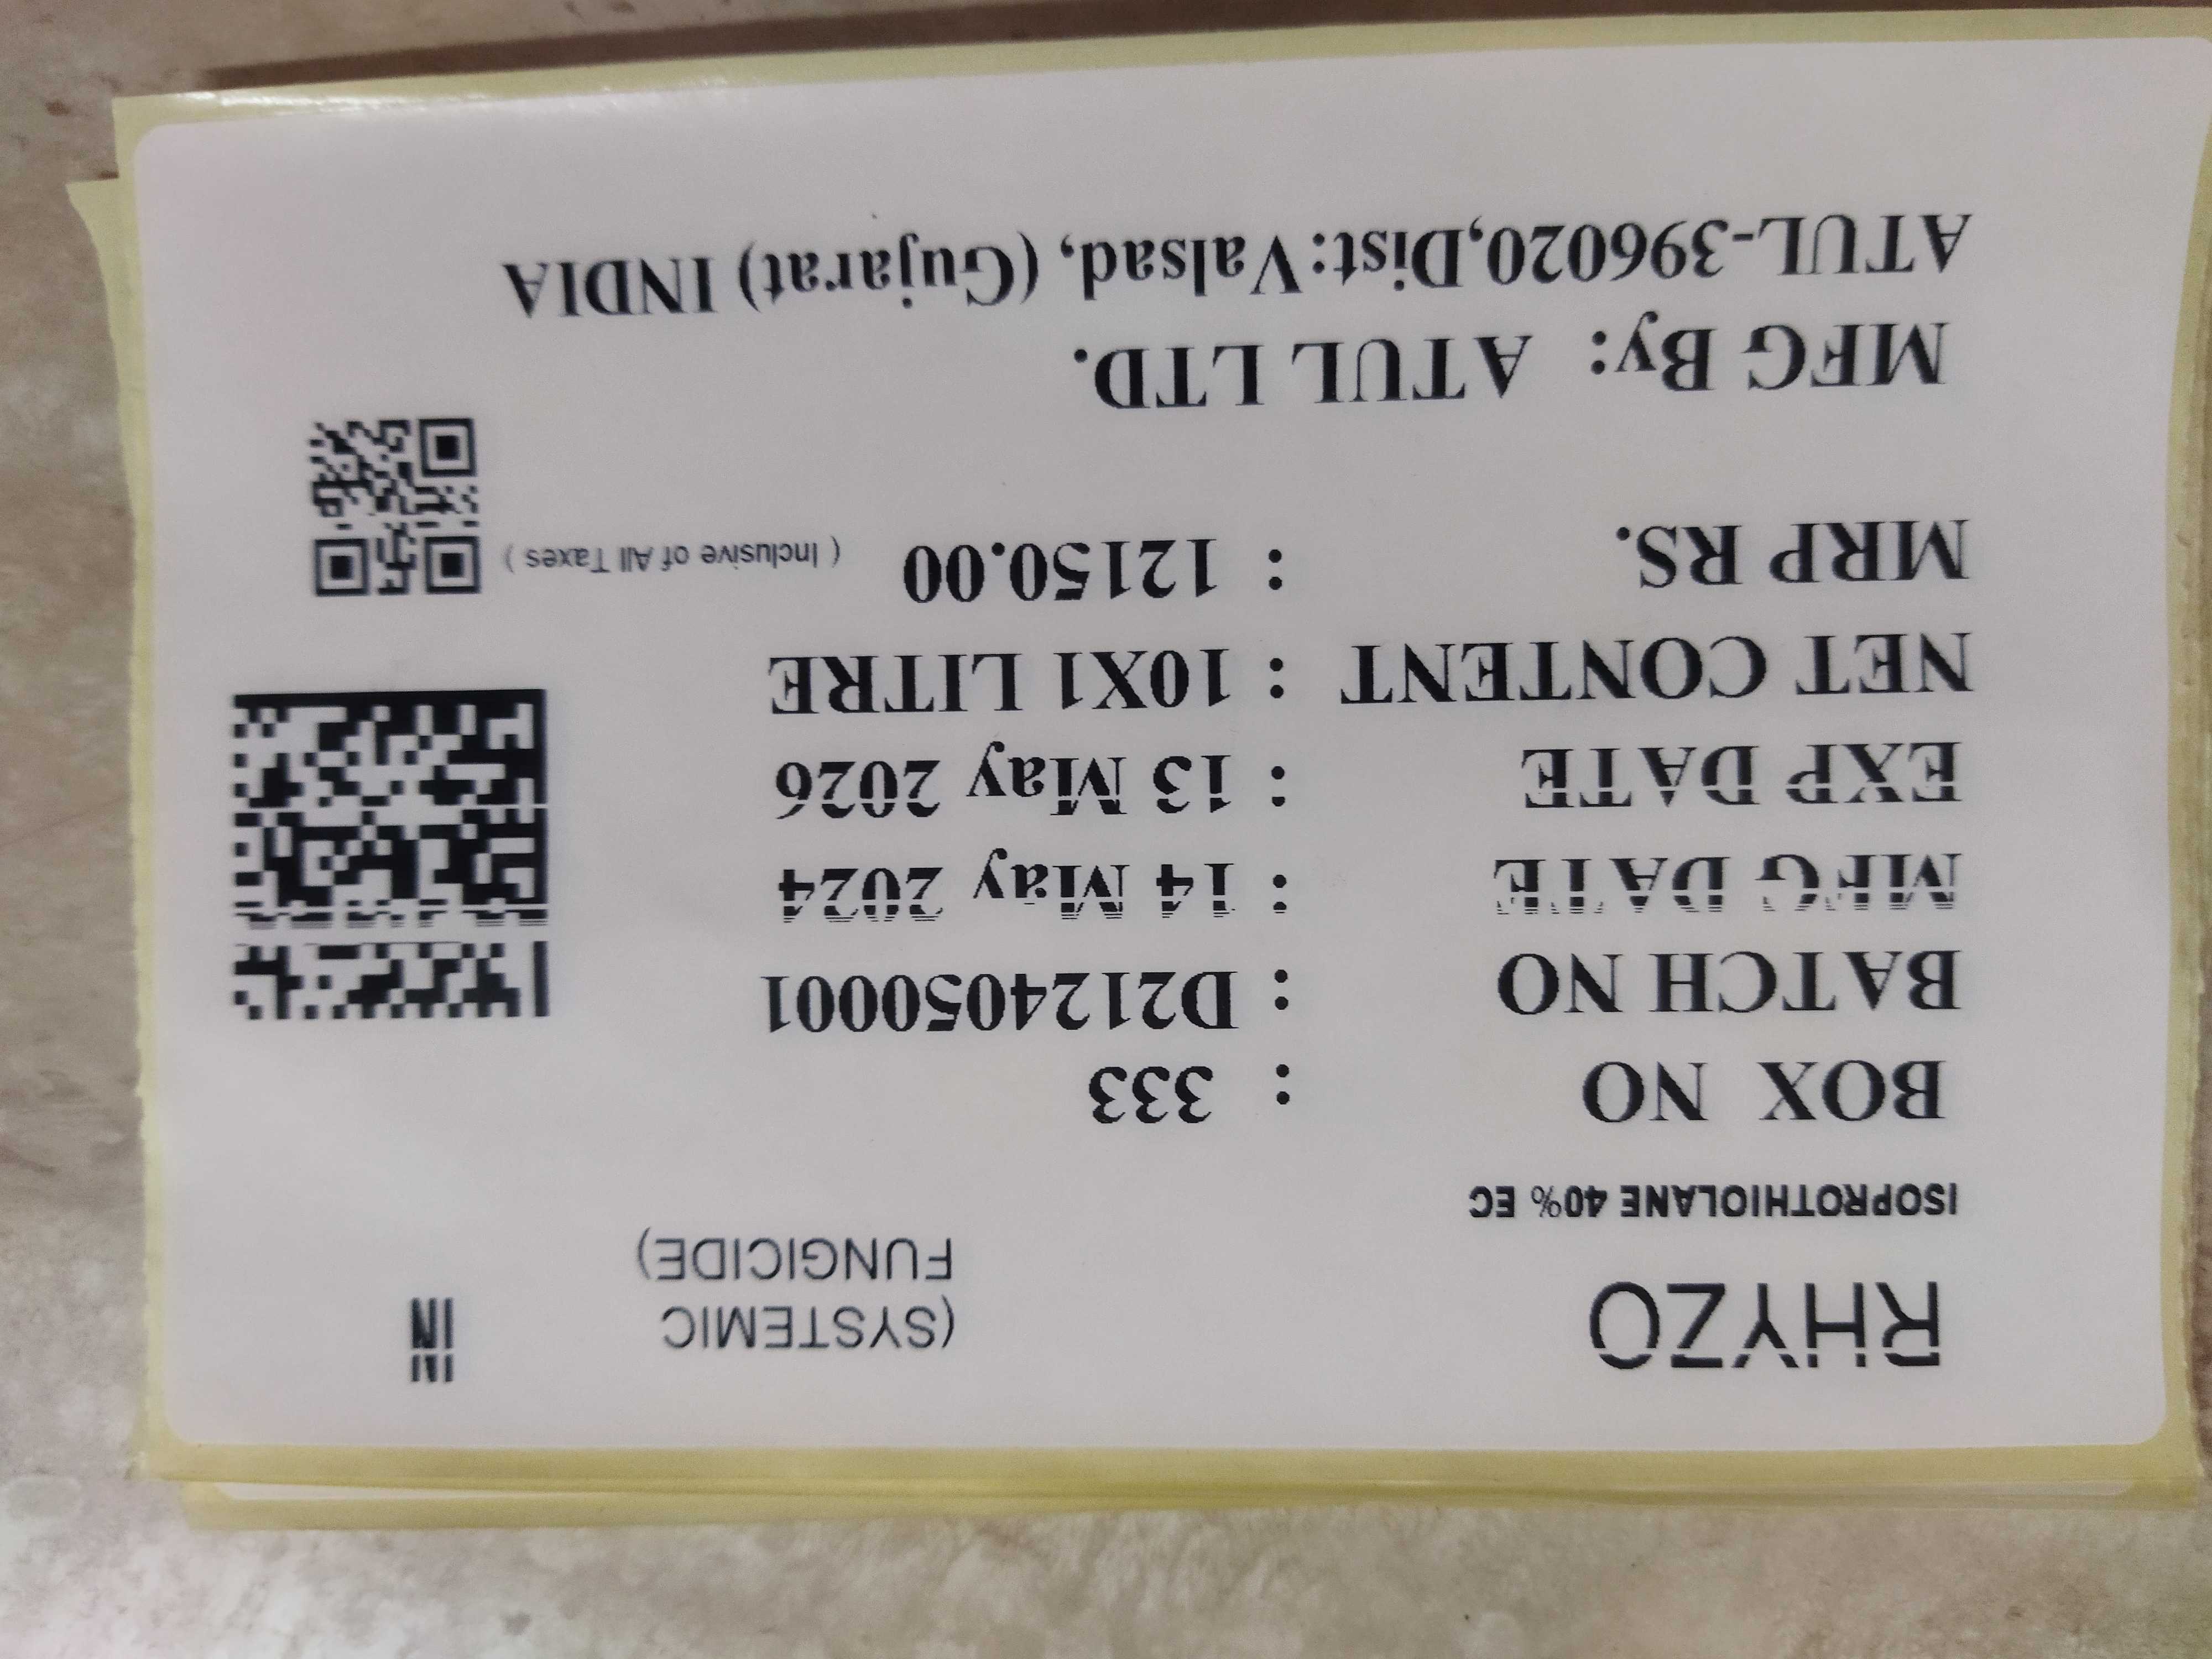 RHYZO (SYSTEMIC FUNGICIDE) IN
ISOPROTHIOLANE 40% EC
BOX NO : 333
BATCH NO : D2124050001
MFG DATE : 14 May 2024
EXP DATE : 13 May 2026
NET CONTENT : 10X1 LITRE
MRP RS. : 12150.00 ( Inclusive of All Taxes )
MFG By: ATUL LTD.
ATUL-396020,Dist:Valsad, (Gujarat) INDIA